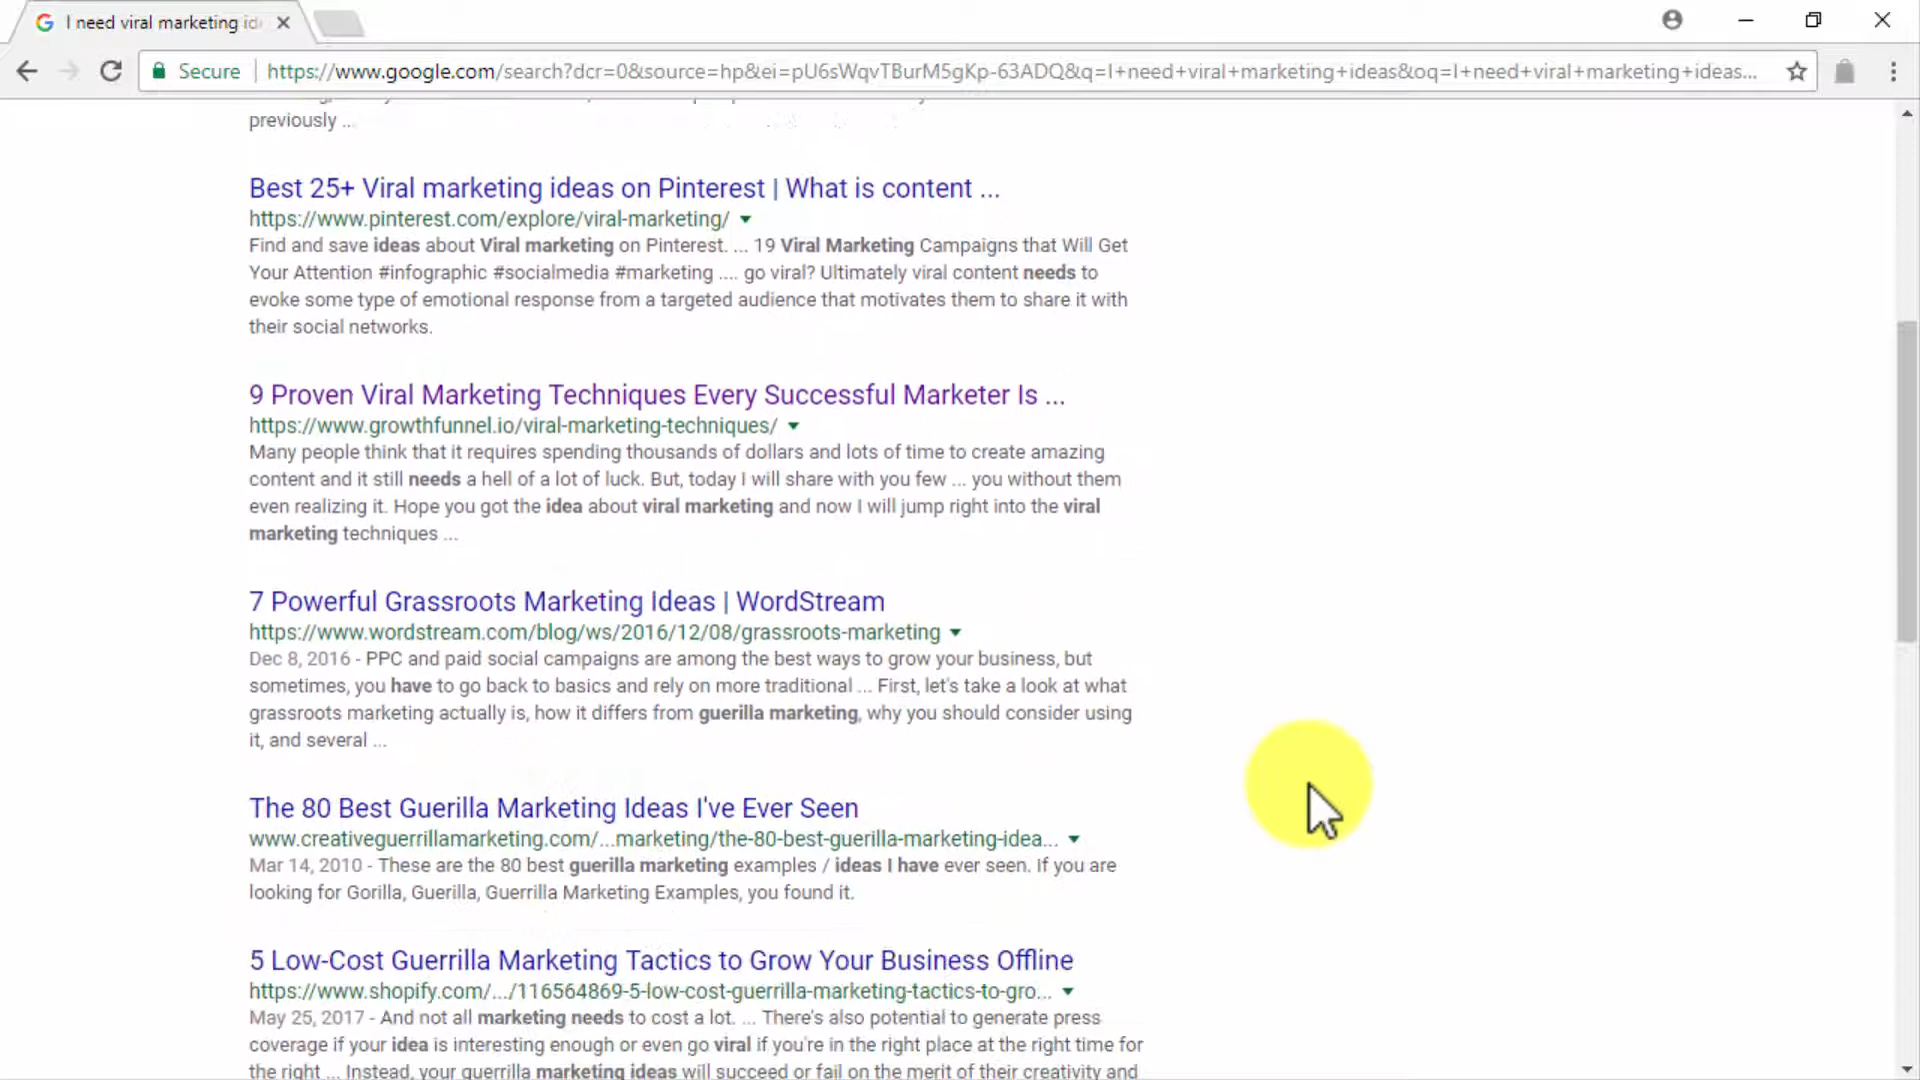 I need viral marketing id
Secure
https://www.google.com/search?dcr=0&source=hp&ei=pU6sWqvTBurM5gKp-63ADQ&q=I+need+viral+marketing+ideas&oq=I+need+viral+marketing+ideas...
previously ...
Best 25+ Viral marketing ideas on Pinterest | What is content ...
https://www.pinterest.com/explore/viral-marketing/
Find and save ideas about Viral marketing on Pinterest. ... 19 Viral Marketing Campaigns that Will Get
Your Attention #infographic #socialmedia #marketing .... go viral? Ultimately viral content needs to
evoke some type of emotional response from a targeted audience that motivates them to share it with
their social networks.
9 Proven Viral Marketing Techniques Every Successful Marketer Is ...
https://www.growthfunnel.io/viral-marketing-techniques/
Many people think that it requires spending thousands of dollars and lots of time to create amazing
content and it still needs a hell of a lot of luck. But, today I will share with you few ... you without them
even realizing it. Hope you got the idea about viral marketing and now I will jump right into the viral
marketing techniques ...
7 Powerful Grassroots Marketing Ideas | WordStream
https://www.wordstream.com/blog/ws/2016/12/08/grassroots-marketing
Dec 8, 2016 - PPC and paid social campaigns are among the best ways to grow your business, but
sometimes, you have to go back to basics and rely on more traditional ... First, let's take a look at what
grassroots marketing actually is, how it differs from guerilla marketing, why you should consider using
it, and several ...
The 80 Best Guerilla Marketing Ideas I've Ever Seen
www.creativeguerrillamarketing.com/...marketing/the-80-best-guerilla-marketing-idea...
Mar 14, 2010 - These are the 80 best guerilla marketing examples / ideas I have ever seen. If you are
looking for Gorilla, Guerilla, Guerrilla Marketing Examples, you found it.
5 Low-Cost Guerrilla Marketing Tactics to Grow Your Business Offline
https://www.shopify.com/.../116564869-5-low-cost-guerrilla-marketing-tactics-to-gro...
May 25, 2017 - And not all marketing needs to cost a lot. ... There's also potential to generate press
coverage if your idea is interesting enough or even go viral if you're in the right place at the right time for
the right ... Instead, your guerrilla marketing ideas will succeed or fail on the merit of their creativity and